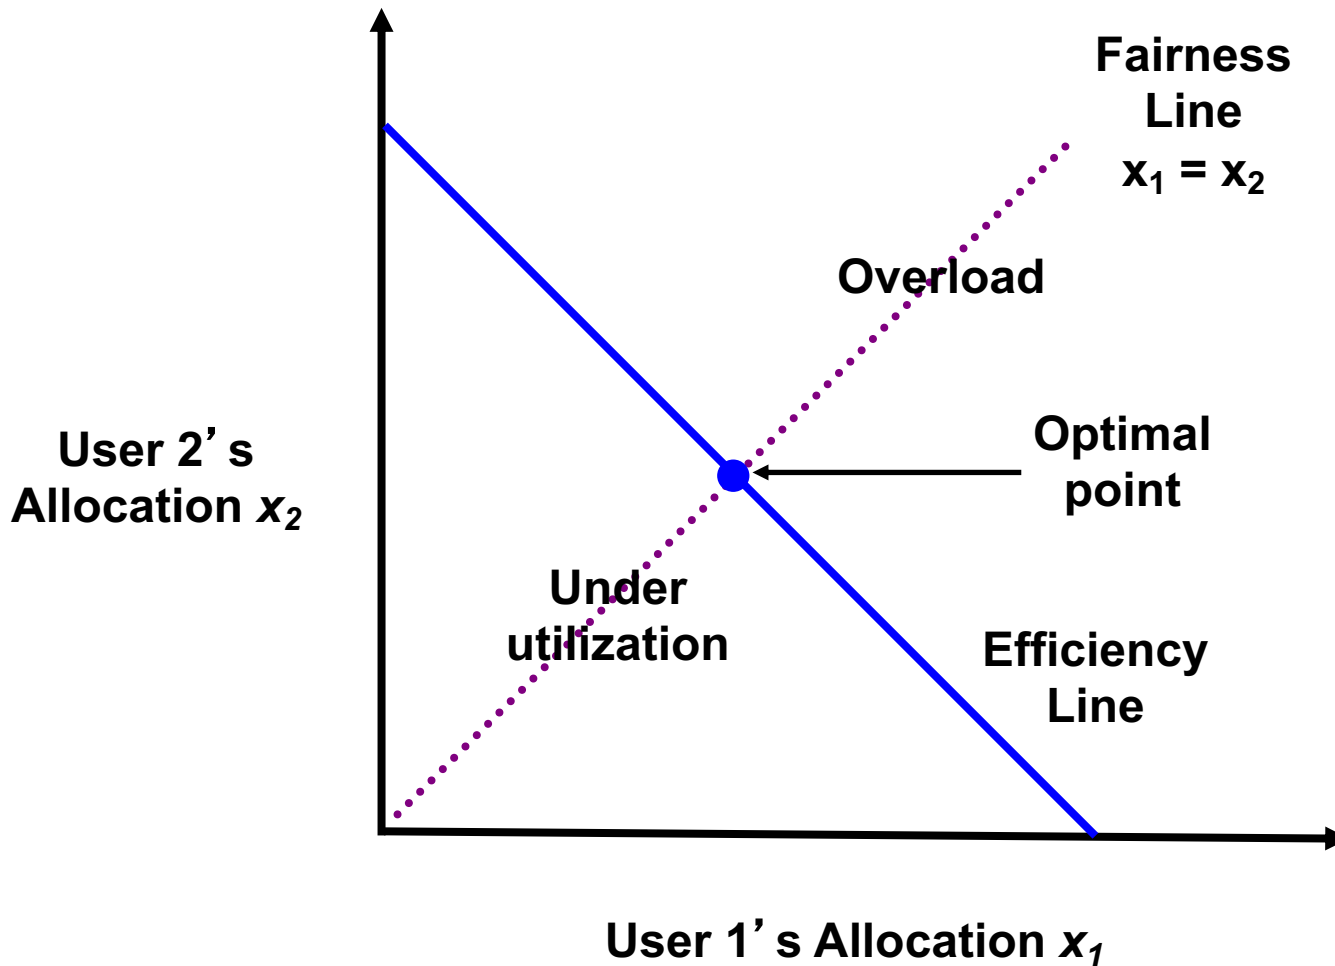 Fairness
Line
x₁ = x₂
Overload
Optimal
point
User 2’ s
Allocation x₂
Under
utilization
Efficiency
Line
User 1’ s Allocation x₁